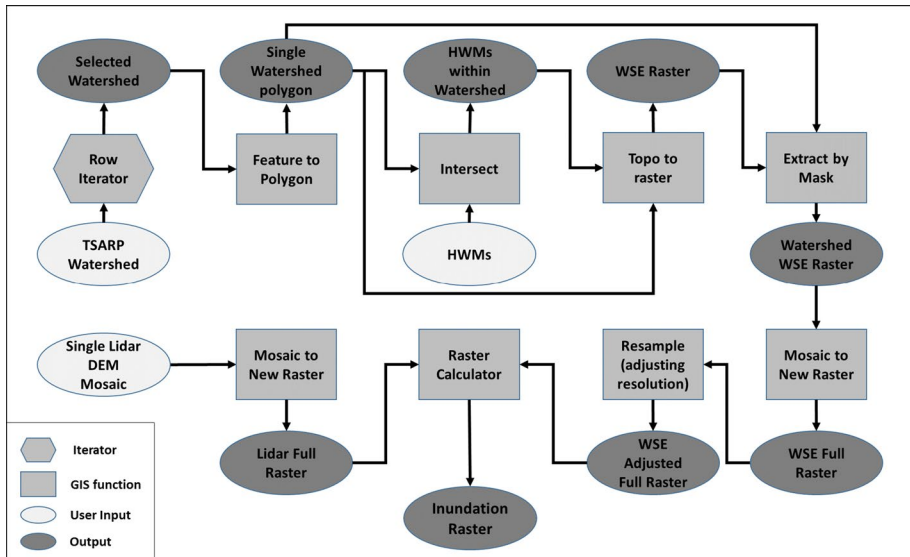 Selected
Watershed
Single
Watershed
polygon
HWMs
within
Watershed
WSE Raster
Row
Iterator
Feature to
Polygon
Intersect
Topo to
raster
Extract by
Mask
TSARP
Watershed
HWMs
Watershed
WSE Raster
Single Lidar
DEM
Mosaic
Mosaic to
New Raster
Raster
Calculator
Resample
(adjusting
resolution)
Mosaic to
New Raster
Lidar Full
Raster
WSE
Adjusted
Full Raster
WSE Full
Raster
Inundation
Raster
Iterator
GIS function
User Input
Output